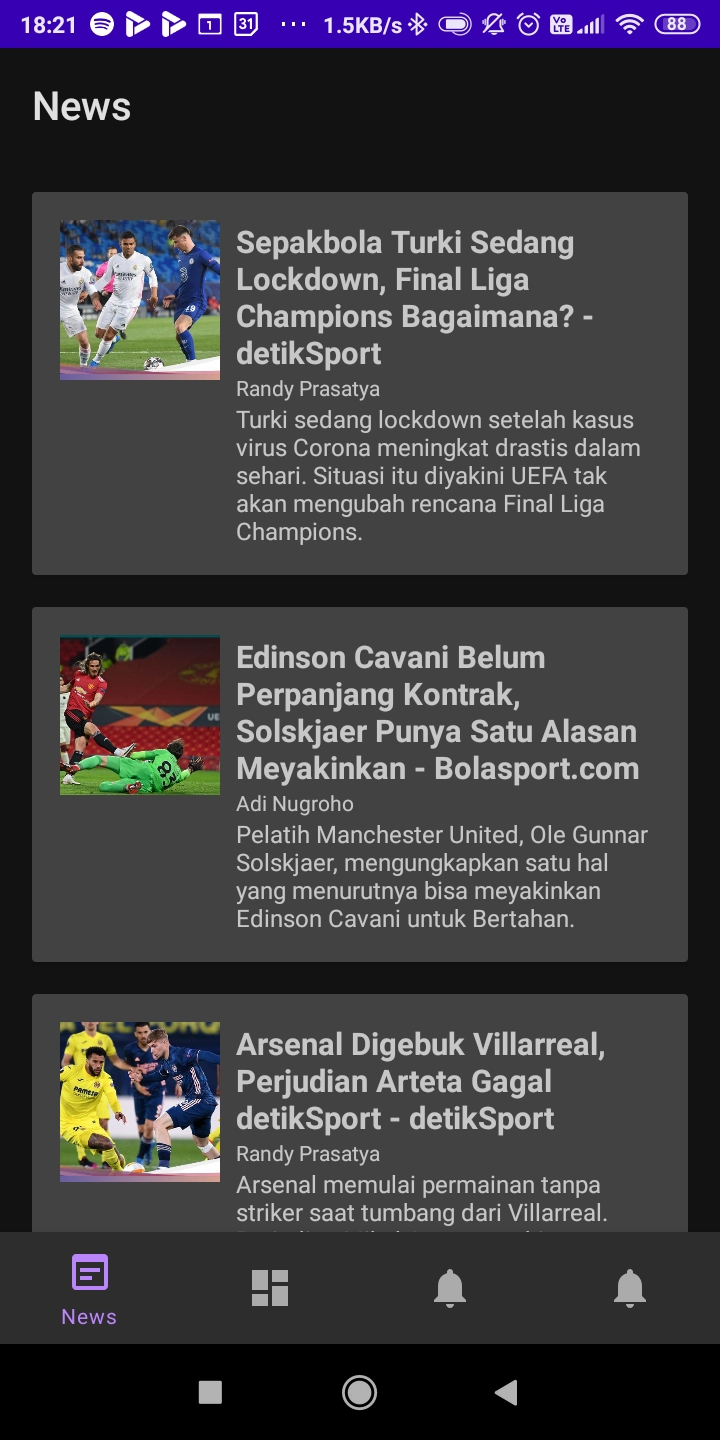 18:21 1 31 ... 1.5KB/s Vo LTE 88
News
Sepakbola Turki Sedang
Lockdown, Final Liga
Champions Bagaimana? -
detikSport
Randy Prasatya
Turki sedang lockdown setelah kasus
virus Corona meningkat drastis dalam
sehari. Situasi itu diyakini UEFA tak
akan mengubah rencana Final Liga
Champions.
Edinson Cavani Belum
Perpanjang Kontrak,
Solskjaer Punya Satu Alasan
Meyakinkan - Bolasport.com
Adi Nugroho
Pelatih Manchester United, Ole Gunnar
Solskjaer, mengungkapkan satu hal
yang menurutnya bisa meyakinkan
Edinson Cavani untuk Bertahan.
Arsenal Digebuk Villarreal,
Perjudian Arteta Gagal
detikSport - detikSport
Randy Prasatya
Arsenal memulai permainan tanpa
striker saat tumbang dari Villarreal.
News